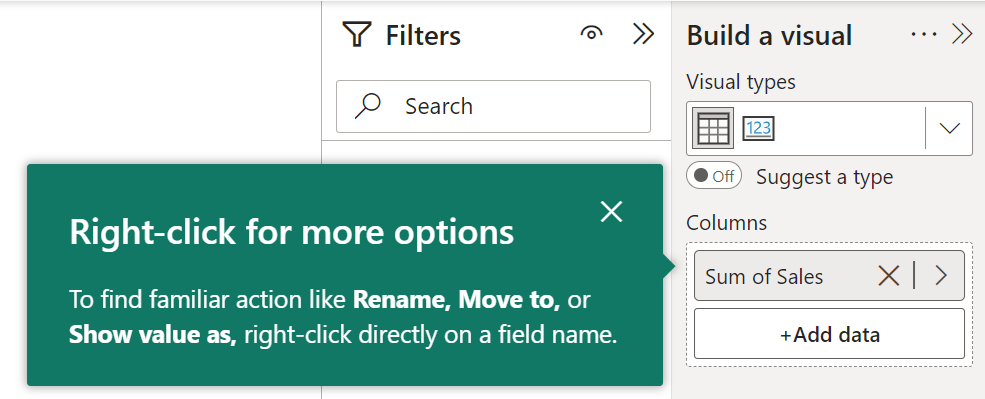 Filters
Search
Right-click for more options
To find familiar action like Rename, Move to, or
Show value as, right-click directly on a field name.
Build a visual
Visual types
123
Off Suggest a type
Columns
Sum of Sales
+Add data